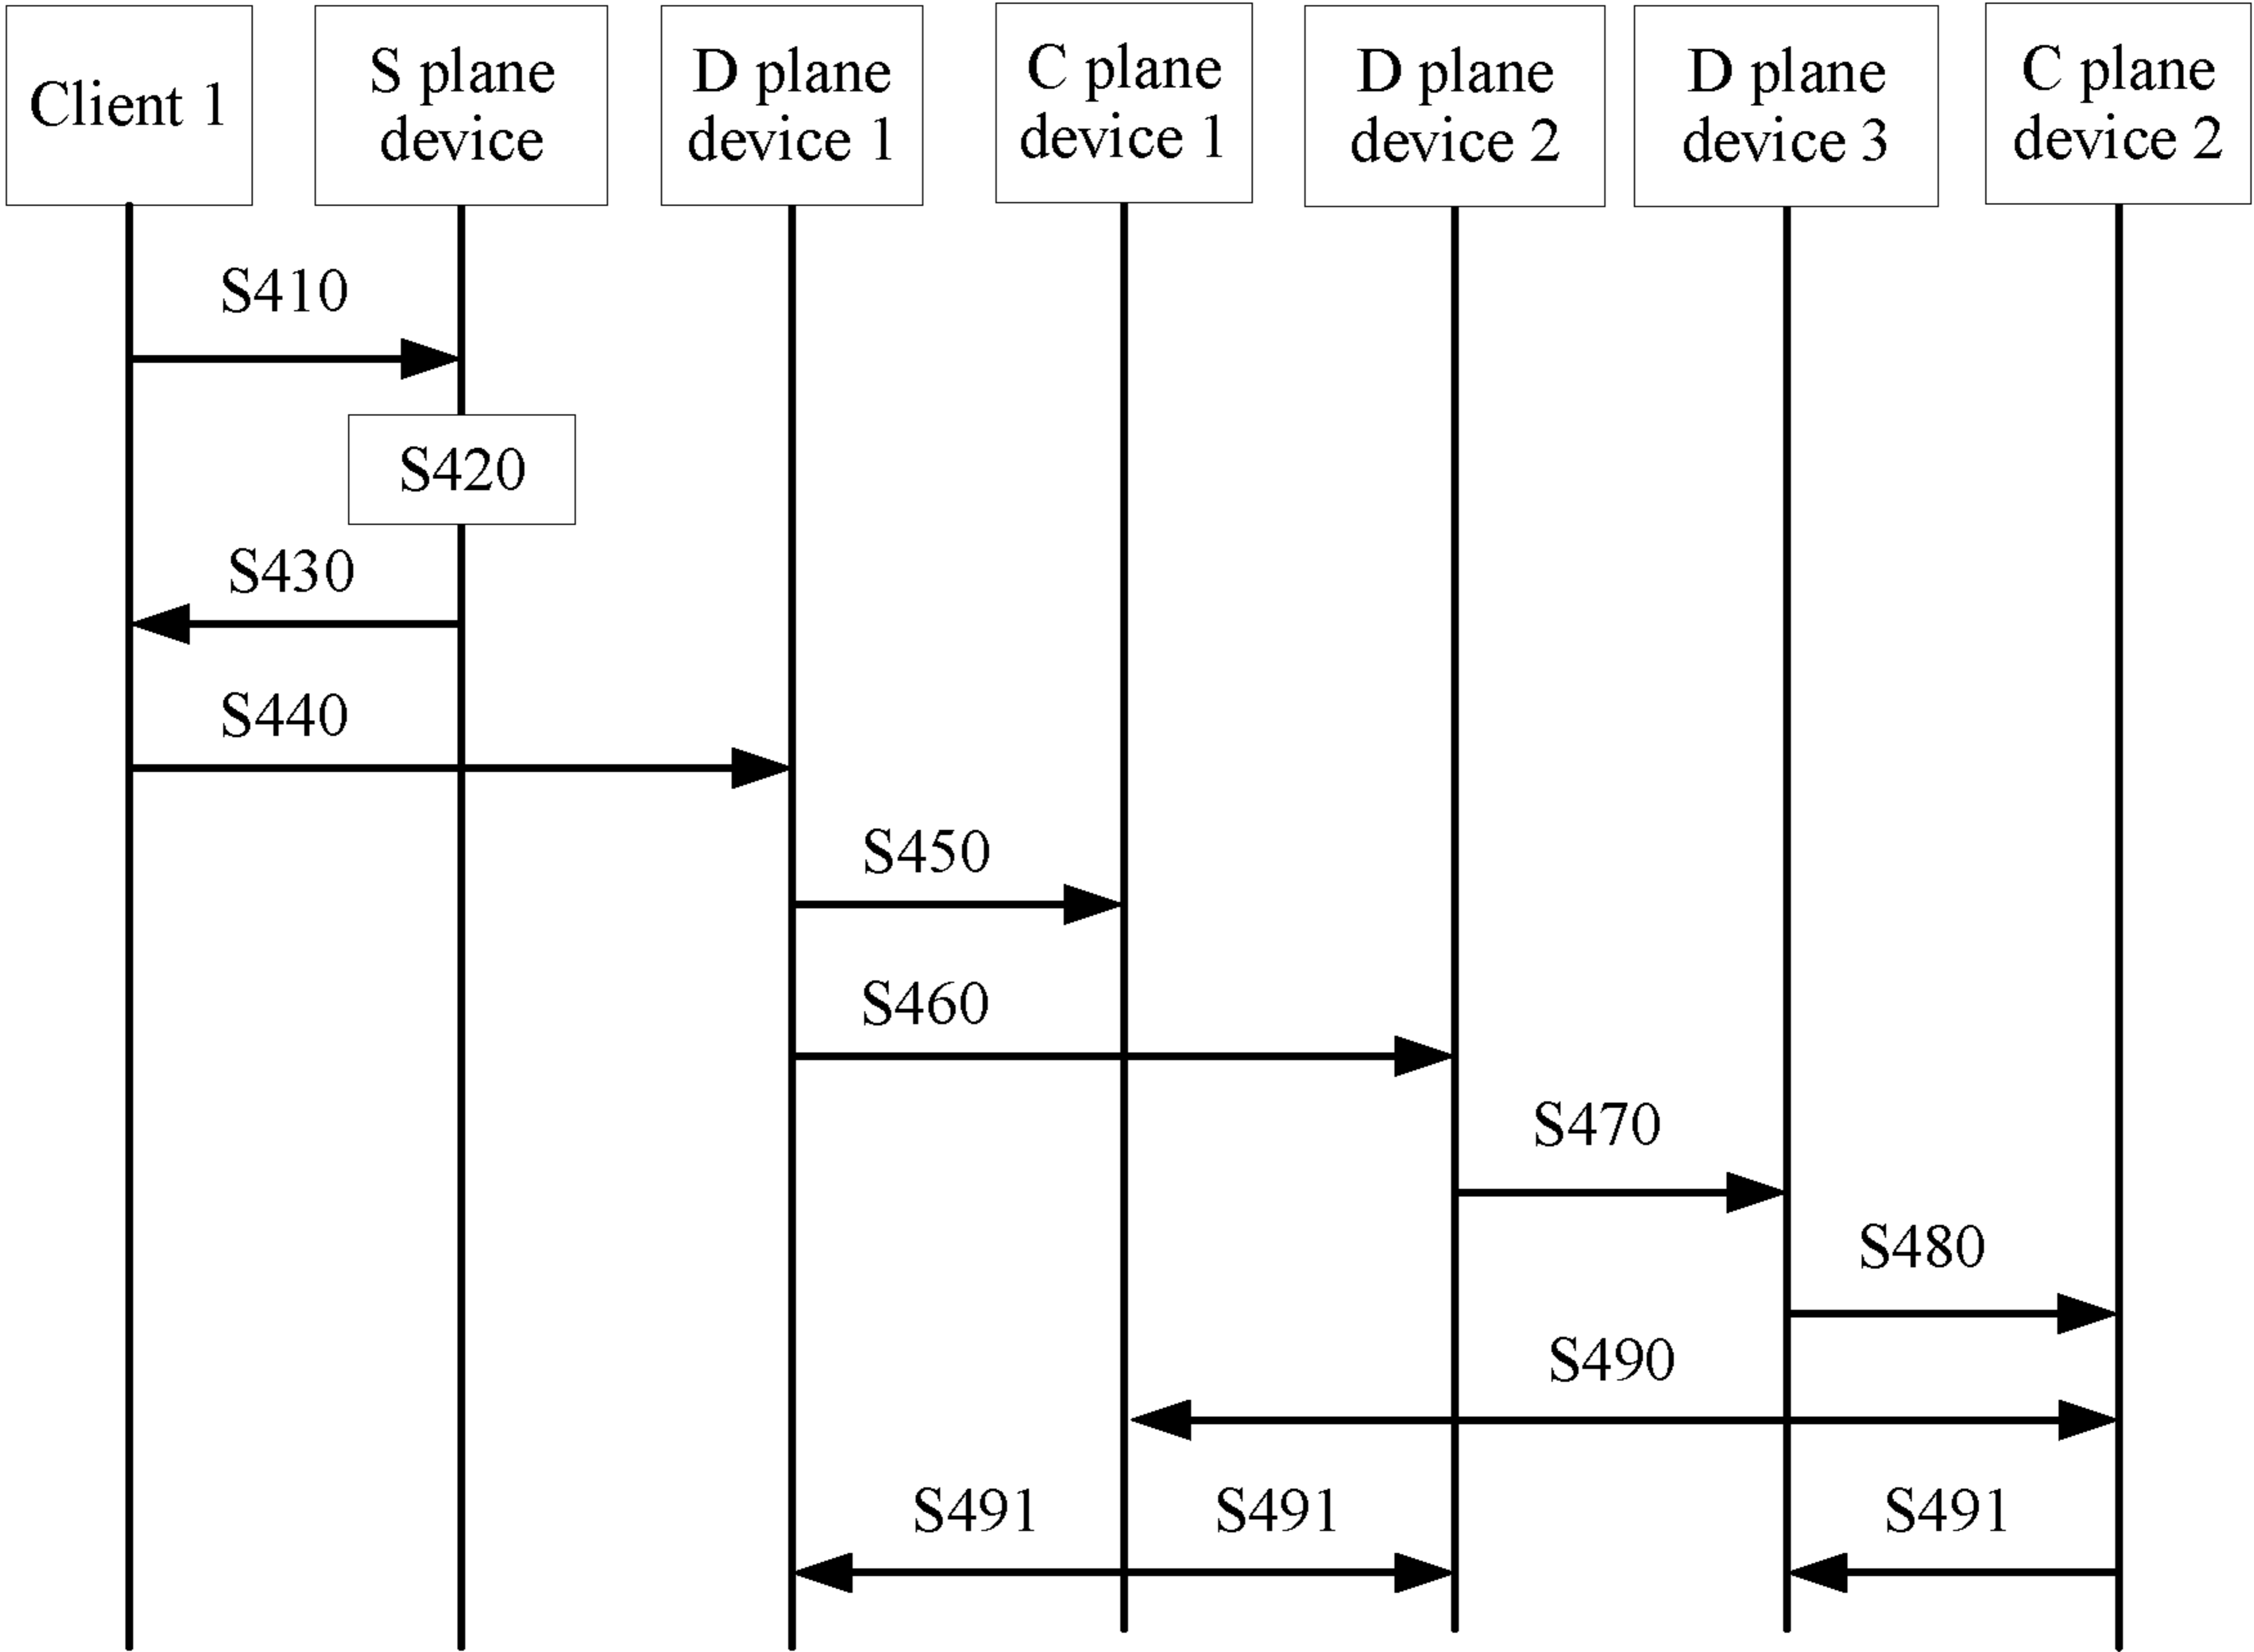 Client 1
S plane
device
D plane
device 1
C plane
device 1
D plane
device 2
D plane
device 3
C plane
device 2
S410
S420
S430
S440
S450
S460
S470
S480
S490
S491
S491
S491